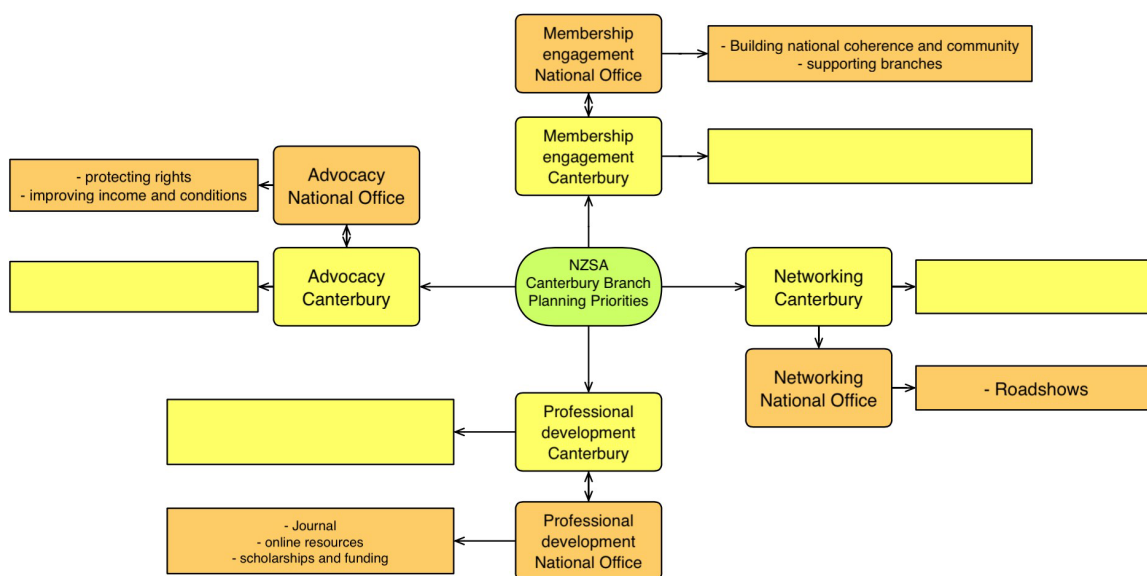 Membership
engagement
National Office
- Building national coherence and community
- supporting branches
Membership
engagement
Canterbury
- protecting rights
- improving income and conditions
Advocacy
National Office
Advocacy
Canterbury
NZSA
Canterbury Branch
Planning Priorities
Networking
Canterbury
Networking
National Office
- Roadshows
Professional
development
Canterbury
- Journal
- online resources
- scholarships and funding
Professional
development
National Office